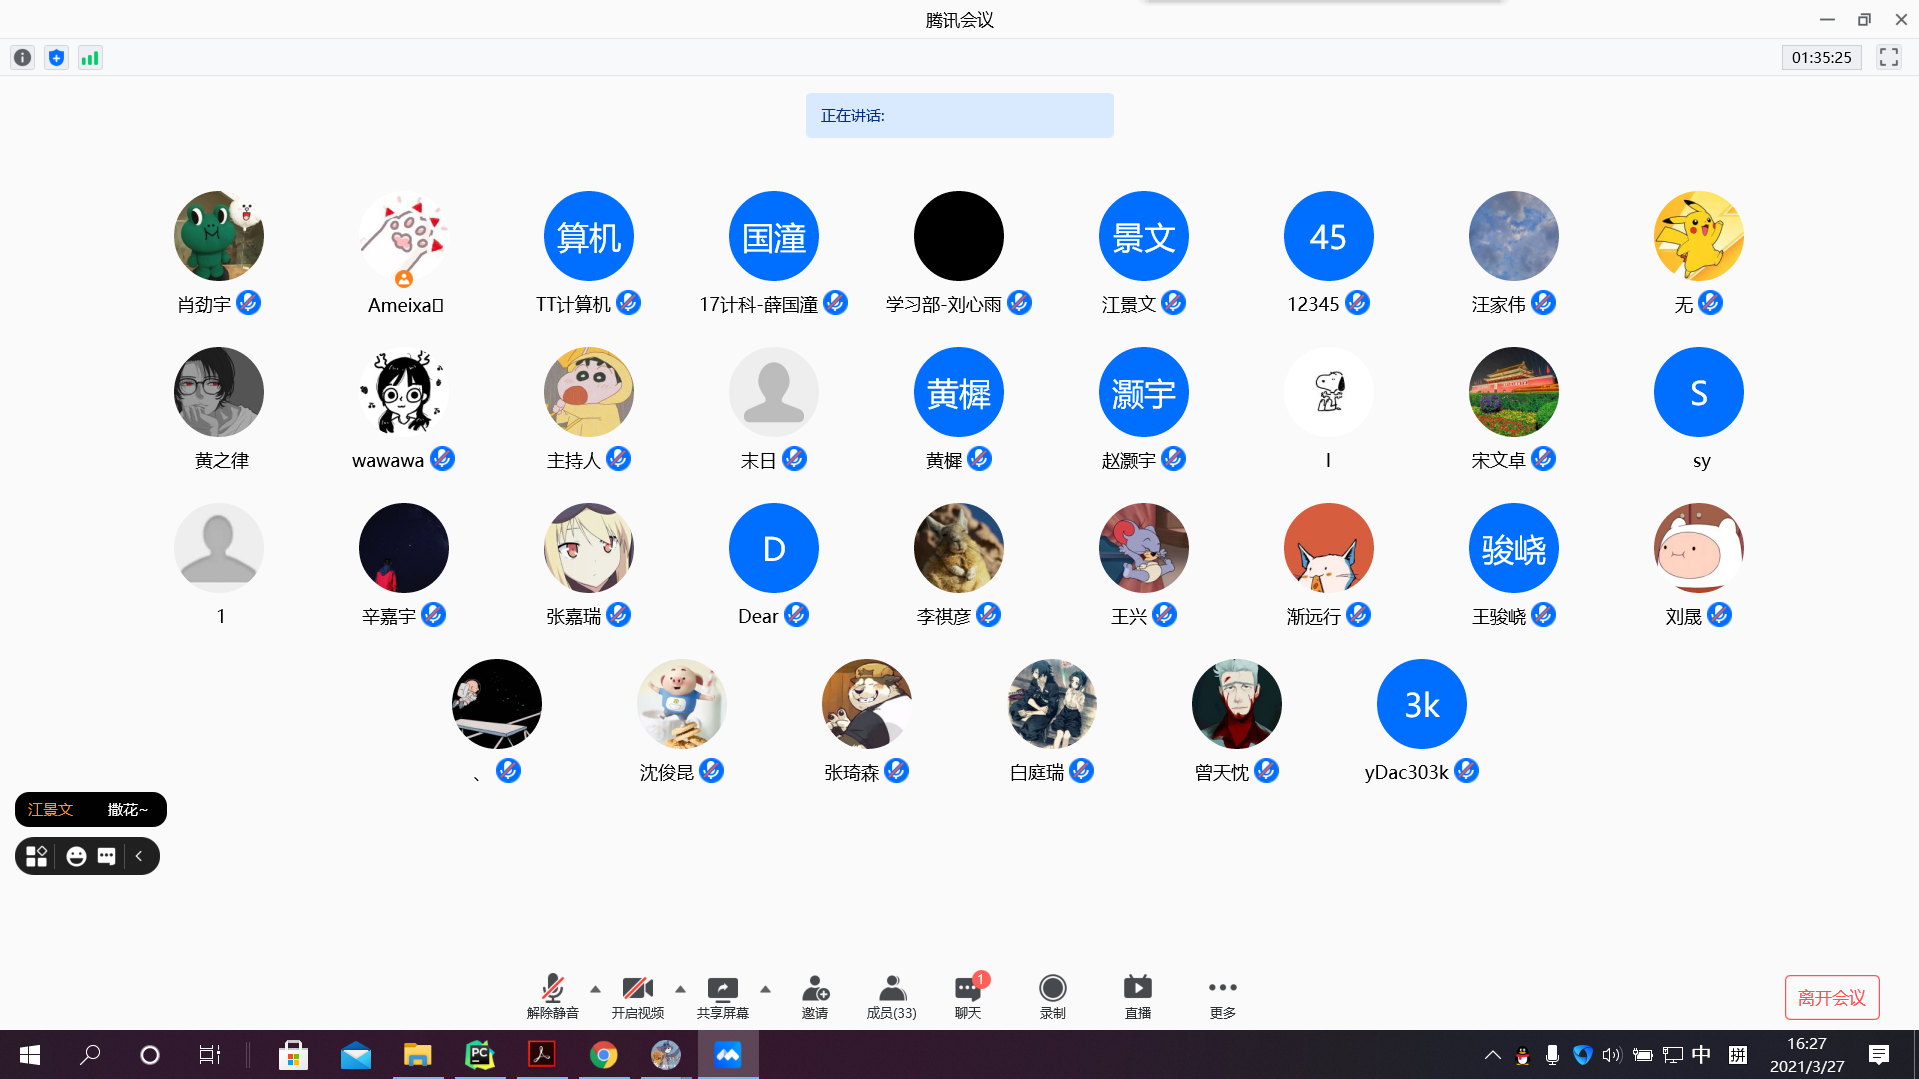 腾讯会议
01:35:25
正在讲话:
算机
国潼
景文
45
肖劲宇
Ameixa
TT计算机
17计科-薛国潼
学习部-刘心雨
江景文
12345
汪家伟
无
黄樨
灏宇
S
黄之律
wawawa
主持人
末日
黄樨
赵灏宇
l
宋文卓
sy
D
骏峣
1
辛嘉宇
张嘉瑞
Dear
李祺彦
王兴
渐远行
王骏峣
刘晟
3k
、
沈俊昆
张琦森
白庭瑞
曾天忱
yDac303k
江景文 撒花~
1
解除静音
开启视频
共享屏幕
邀请
成员(33)
聊天
录制
直播
更多
离开会议
PC
中
拼
16:27
2021/3/27